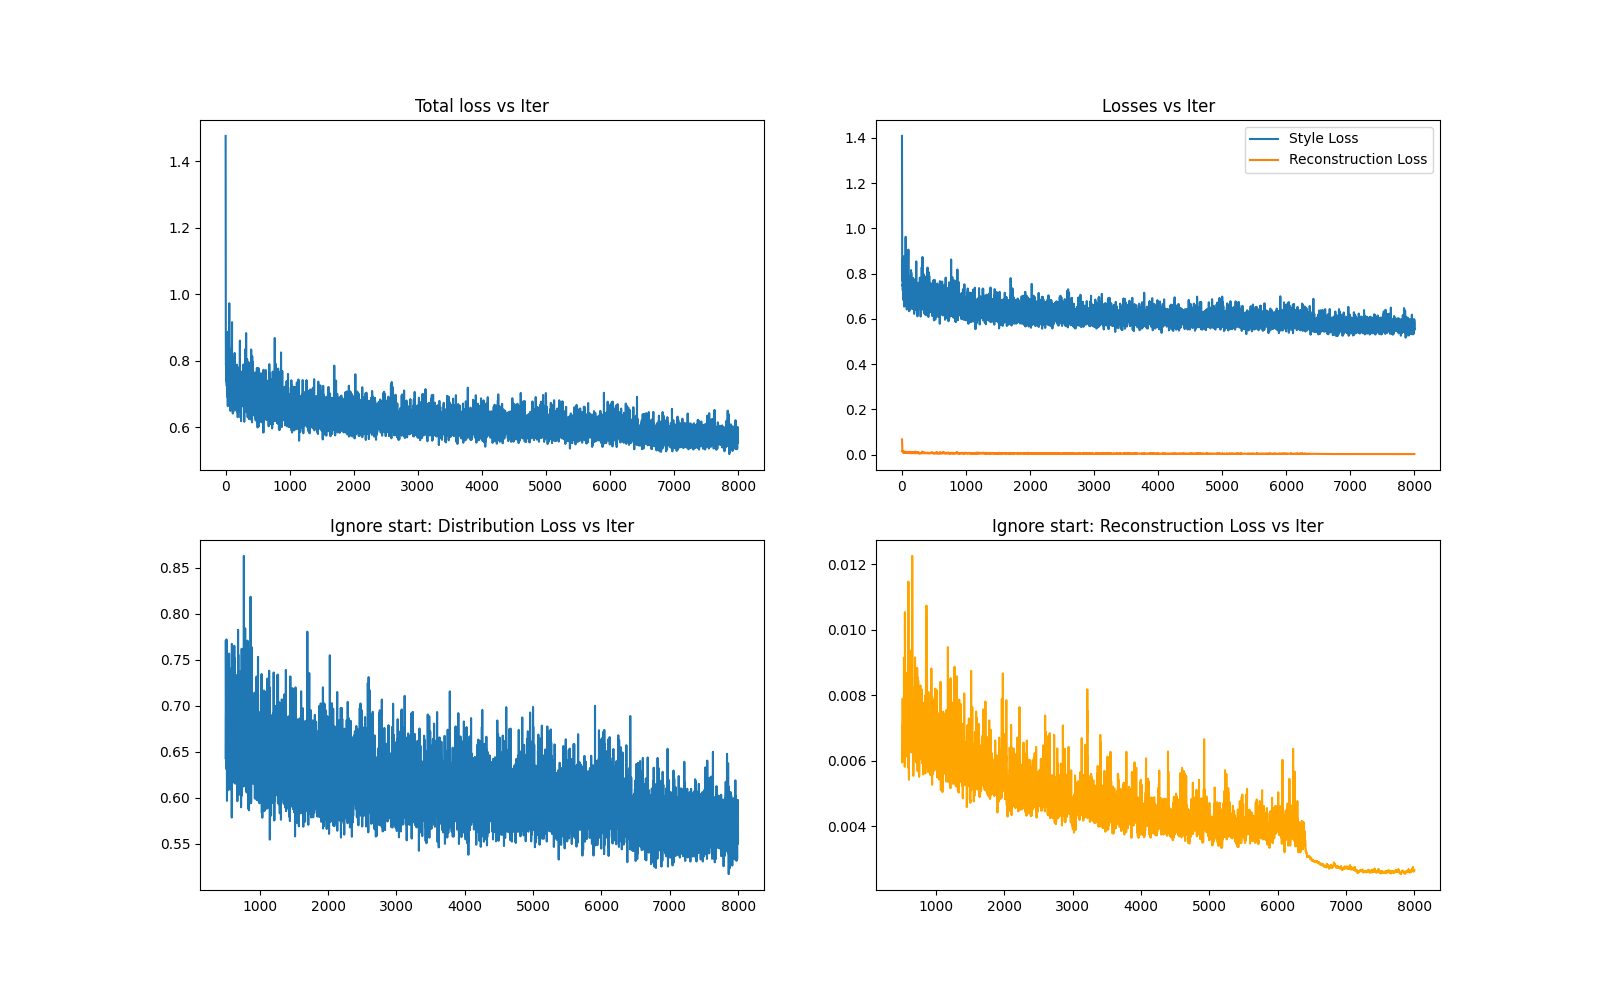 Total loss vs Iter
1.4
1.2
1.0
0.8
0.6
0 1000 2000 3000 4000 5000 6000 7000 8000
Losses vs Iter
Style Loss
Reconstruction Loss
1.4
1.2
1.0
0.8
0.6
0.4
0.2
0.0
0 1000 2000 3000 4000 5000 6000 7000 8000
Ignore start: Distribution Loss vs Iter
0.85
0.80
0.75
0.70
0.65
0.60
0.55
1000 2000 3000 4000 5000 6000 7000 8000
Ignore start: Reconstruction Loss vs Iter
0.012
0.010
0.008
0.006
0.004
1000 2000 3000 4000 5000 6000 7000 8000